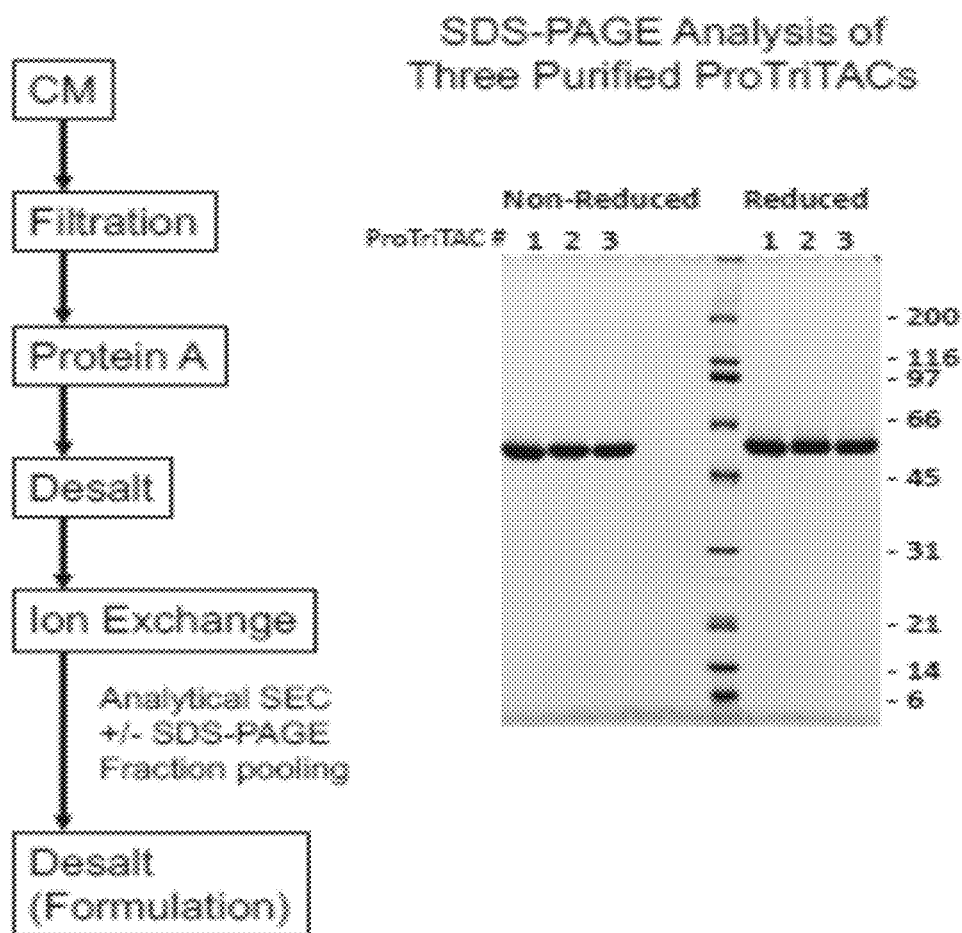 SDS-PAGE Analysis of
Three Purified ProTriTACs
CM
Filtration
Protein A
Desalt
Ion Exchange
Analytical SEC
+/- SDS-PAGE
Fraction pooling
Desalt
(Formulation)
Non-Reduced
Reduced
ProTriTAC # 1 2 3
1 2 3
- 200
- 116
- 97
- 66
- 45
- 31
- 21
- 14
- 6